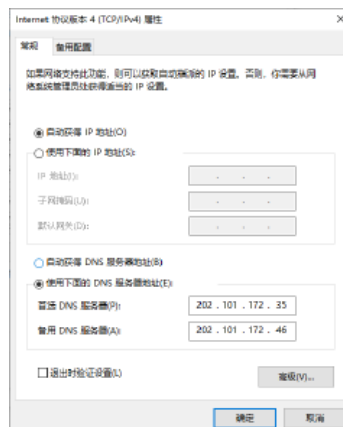 Internet 协议版本 4 (TCP/IPv4) 属性
常规 备用配置
如果网络支持此功能，则可以获取自动指派的 IP 设置。否则，你需要从网
络系统管理员处获得适当的 IP 设置。
自动获得 IP 地址(O)
使用下面的 IP 地址(S):
IP 地址(I):
子网掩码(U):
默认网关(D):
自动获得 DNS 服务器地址(B)
使用下面的 DNS 服务器地址(E):
首选 DNS 服务器(P): 202 . 101 . 172 . 35
备用 DNS 服务器(A): 202 . 101 . 172 . 46
退出时验证设置(L)
高级(V)...
确定 取消